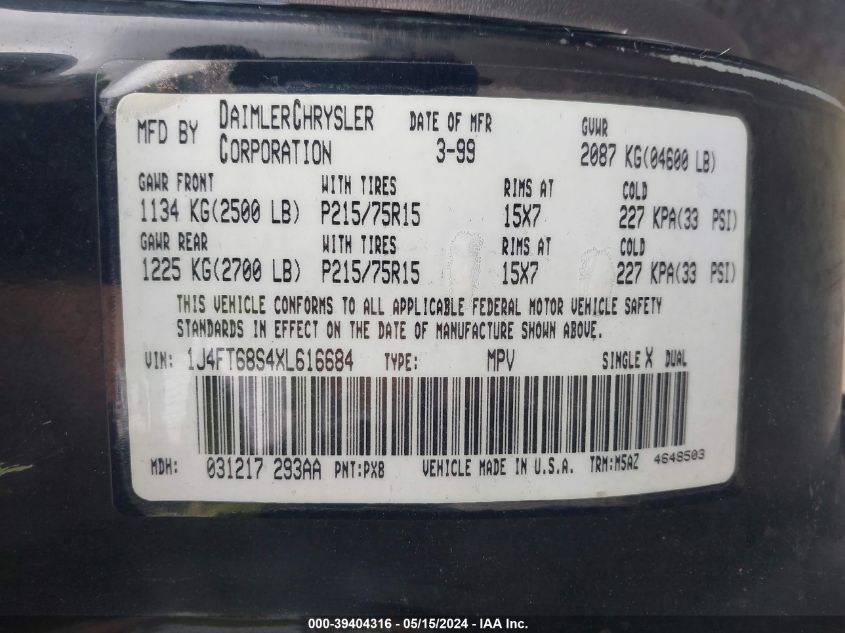 MFD BY DAIMLERCHRYSLER CORPORATION DATE OF MFR 3-99 GVWR 2087 KG(04600 LB)
GAWR FRONT WITH TIRES RIMS AT COLD
1134 KG(2500 LB) P215/75R15 15X7 227 KPA(33 PSI)
GAWR REAR WITH TIRES RIMS AT COLD
1225 KG(2700 LB) P215/75R15 15X7 227 KPA(33 PSI)
THIS VEHICLE CONFORMS TO ALL APPLICABLE FEDERAL MOTOR VEHICLE SAFETY
STANDARDS IN EFFECT ON THE DATE OF MANUFACTURE SHOWN ABOVE.
VIN: 1J4FT68S4XL616684 TYPE: MPV SINGLE X DUAL
MDH: 031217 293AA PNT:PX8 VEHICLE MADE IN U.S.A. TRM:M5AZ 4648503
000-39404316 - 05/15/2024 - IAA Inc.